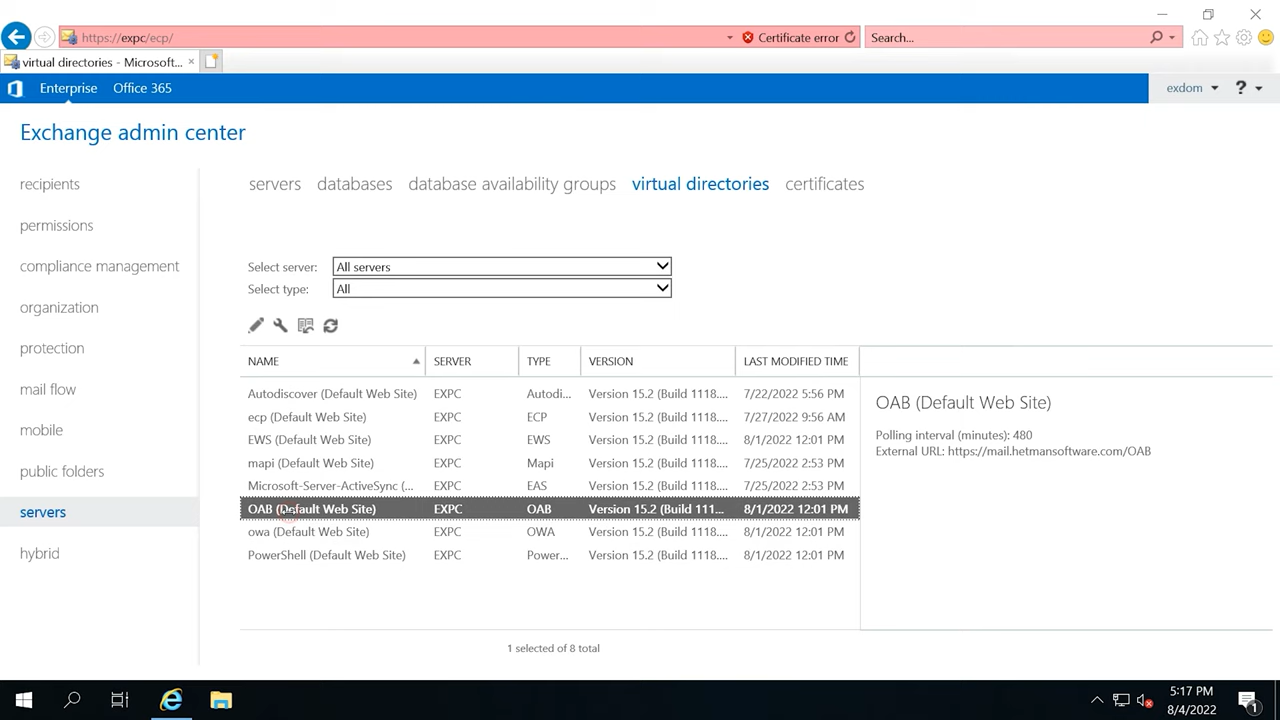 https://expc/ecp/
Certificate error
Search...
virtual directories - Microsoft...
Enterprise
Office 365
exdom
?
Exchange admin center
recipients
permissions
compliance management
organization
protection
mail flow
mobile
public folders
servers
hybrid
servers databases database availability groups virtual directories certificates
Select server: All servers
Select type: All
NAME SERVER TYPE VERSION LAST MODIFIED TIME
Autodiscover (Default Web Site) EXPC Autodi... Version 15.2 (Build 1118.... 7/22/2022 5:56 PM
ecp (Default Web Site) EXPC ECP Version 15.2 (Build 1118.... 7/27/2022 9:56 AM
EWS (Default Web Site) EXPC EWS Version 15.2 (Build 1118.... 8/1/2022 12:01 PM
mapi (Default Web Site) EXPC Mapi Version 15.2 (Build 1118.... 7/25/2022 2:53 PM
Microsoft-Server-ActiveSync (... EXPC EAS Version 15.2 (Build 1118.... 7/25/2022 2:53 PM
OAB (Default Web Site) EXPC OAB Version 15.2 (Build 111... 8/1/2022 12:01 PM
owa (Default Web Site) EXPC OWA Version 15.2 (Build 1118.... 8/1/2022 12:01 PM
PowerShell (Default Web Site) EXPC Power... Version 15.2 (Build 1118.... 8/1/2022 12:01 PM
1 selected of 8 total
OAB (Default Web Site)
Polling interval (minutes): 480
External URL: https://mail.hetmansoftware.com/OAB
5:17 PM
8/4/2022
1